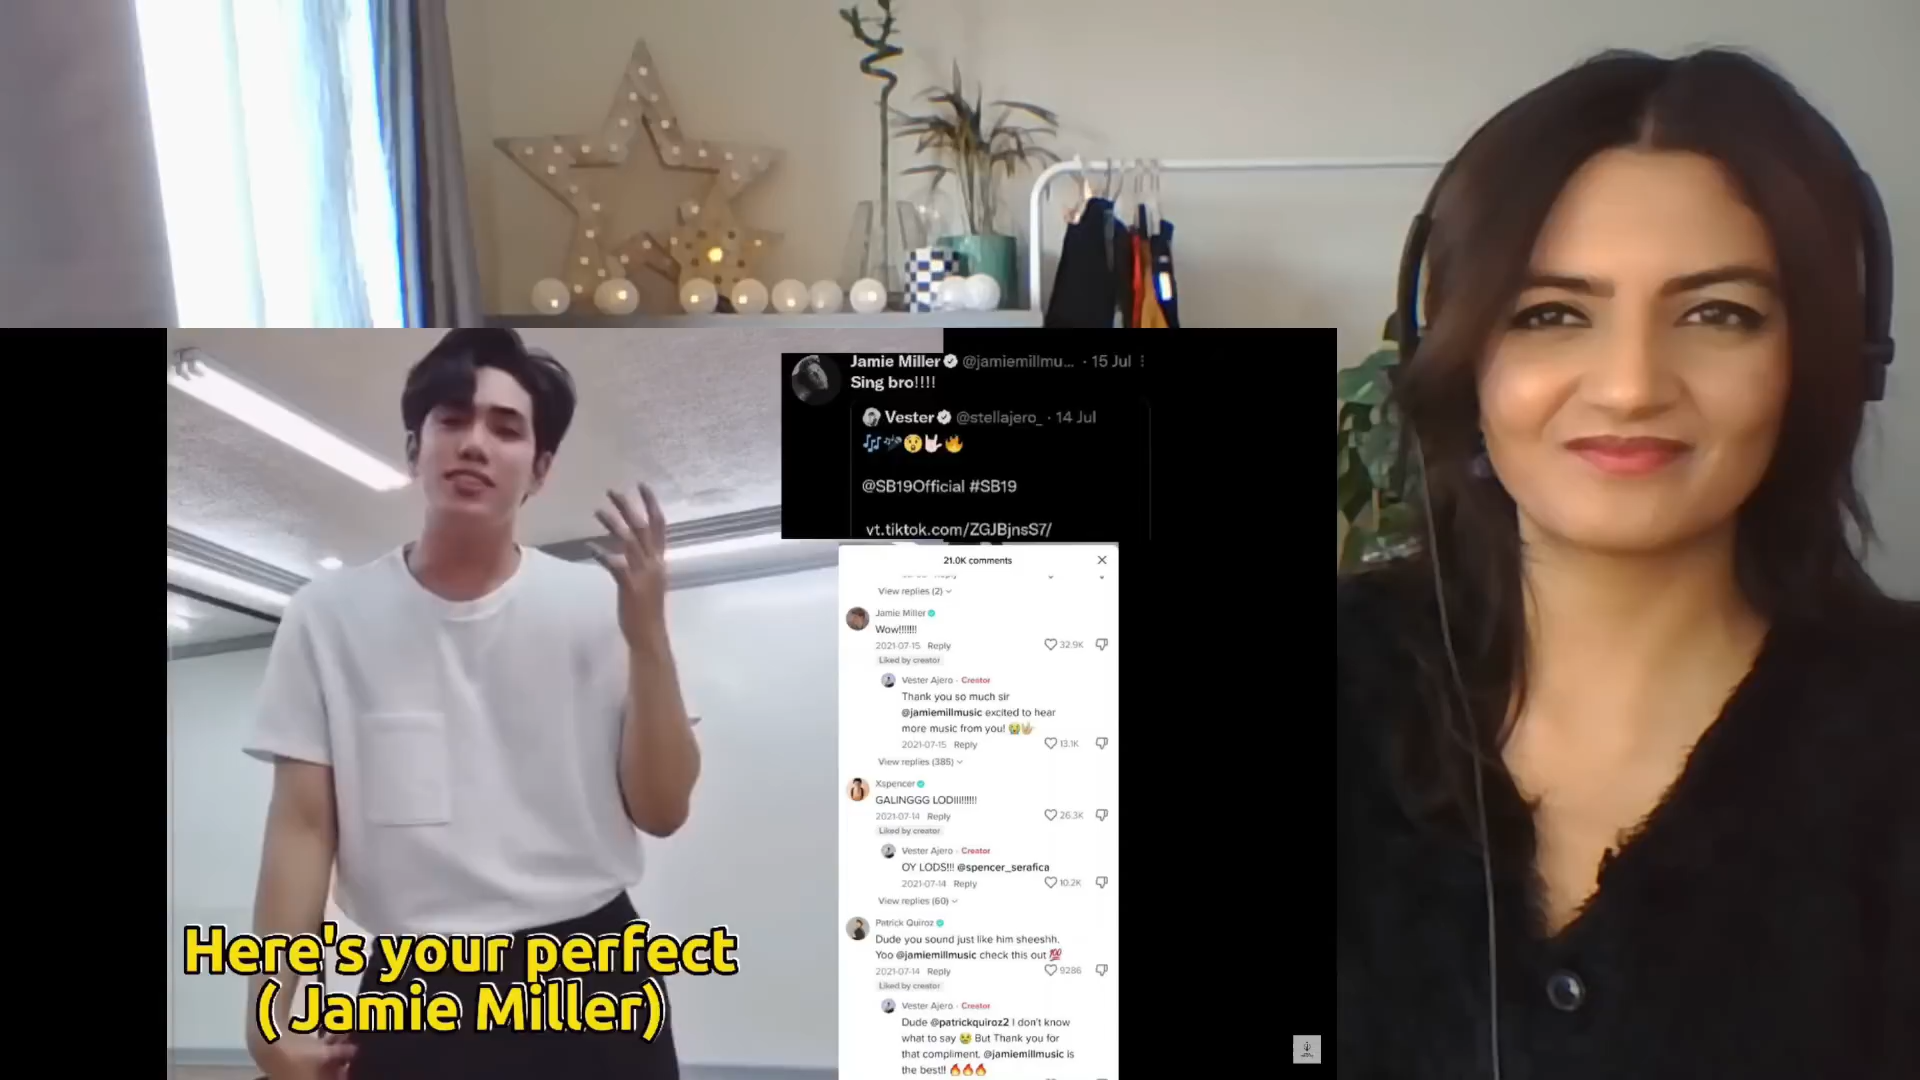 Jamie Miller @jamiemillmu... · 15 Jul
Sing bro!!!!
Vester @stellajero_ · 14 Jul
🎶🎤😲🤟🔥
@SB19Official #SB19
vt.tiktok.com/ZGJBjnsS7/
21.0K comments
View replies (2)
Jamie Miller
Wow!!!!!!!
2021-07-15 Reply
32.9K
Liked by creator
Vester Ajero · Creator
Thank you so much sir
@jamiemillmusic excited to hear
more music from you! 😭🤟
2021-07-15 Reply
13.1K
View replies (385)
Xspencer
GALINGGG LODIII!!!!!!!
2021-07-14 Reply
26.3K
Liked by creator
Vester Ajero · Creator
OY LODS!!! @spencer_serafica
2021-07-14 Reply
10.2K
View replies (60)
Patrick Quiroz
Dude you sound just like him sheeshh.
Yoo @jamiemillmusic check this out 💯
2021-07-14 Reply
9286
Liked by creator
Vester Ajero · Creator
Dude @patrickquiroz2 I don't know
what to say 😭 But Thank you for
that compliment. @jamiemillmusic is
the best!! 🔥🔥🔥
Here's your perfect
( Jamie Miller)